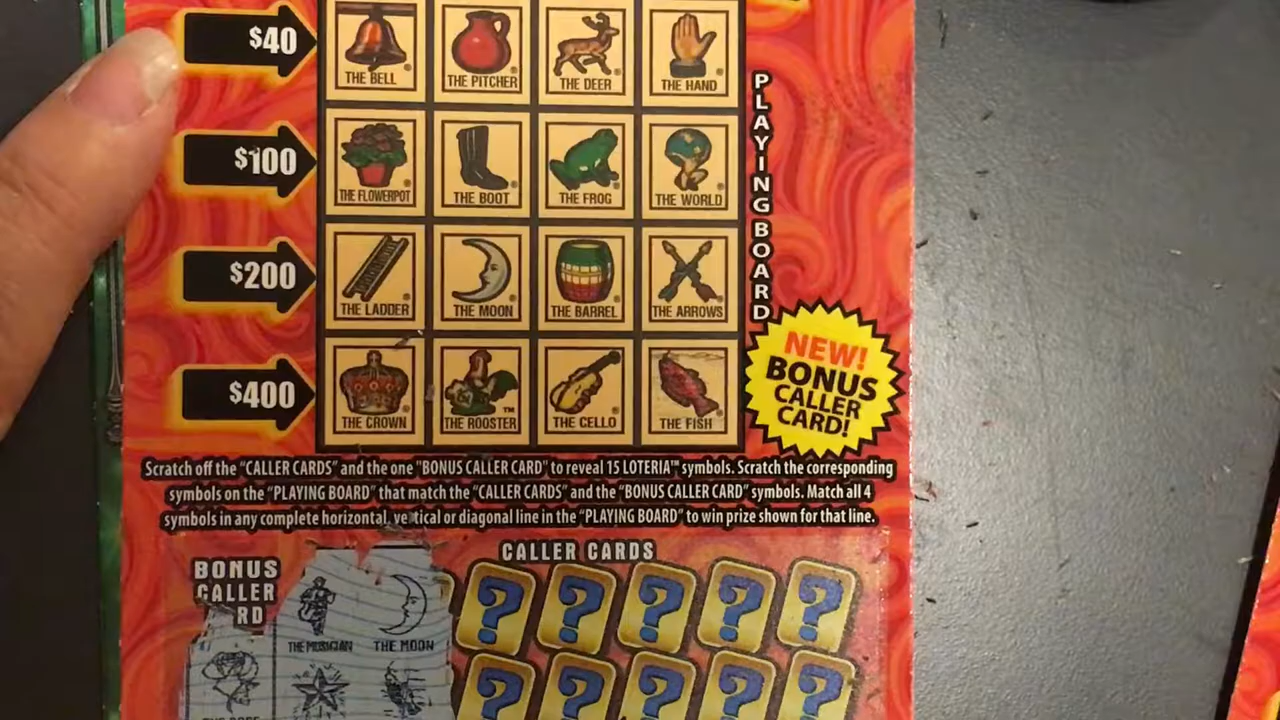 $40
THE BELL THE PITCHER THE DEER THE HAND
$100
THE FLOWERPOT THE BOOT THE FROG THE WORLD
$200
THE LADDER THE MOON THE BARREL THE ARROWS
$400
THE CROWN THE ROOSTER™ THE CELLO THE FISH
PLAYING BOARD
NEW!
BONUS
CALLER
CARD!
Scratch off the "CALLER CARDS" and the one "BONUS CALLER CARD" to reveal 15 LOTERIA™ symbols. Scratch the corresponding
symbols on the "PLAYING BOARD" that match the "CALLER CARDS" and the "BONUS CALLER CARD" symbols. Match all 4
symbols in any complete horizontal, vertical or diagonal line in the "PLAYING BOARD" to win prize shown for that line.
CALLER CARDS
BONUS
CALLER
RD
? ? ? ? ?
THE MUSICIAN THE MOON
? ? ? ? ?